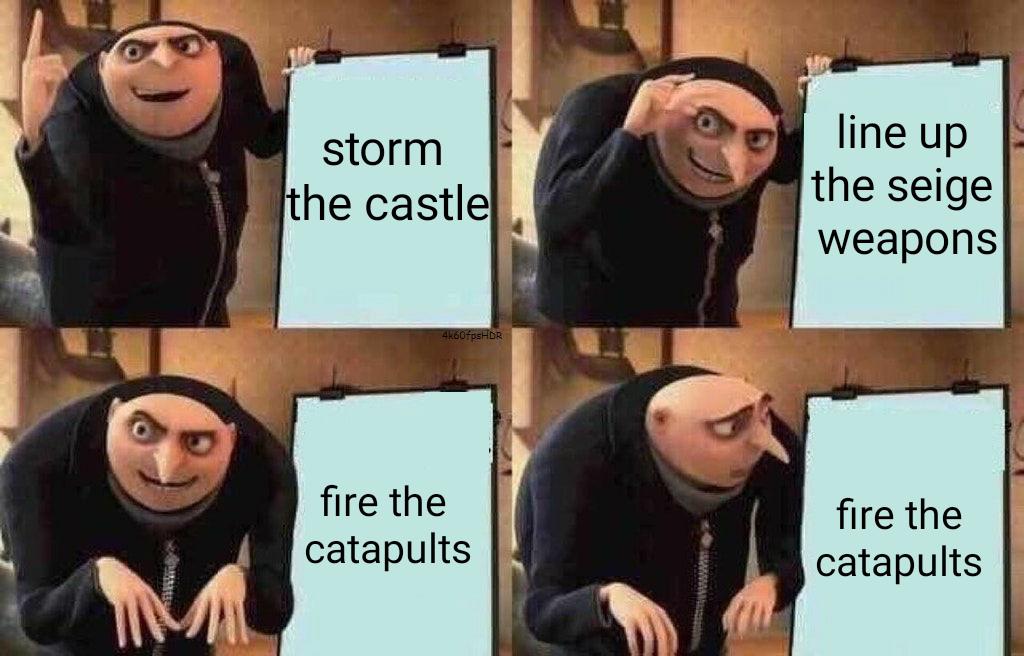 storm
the castle
line up
the seige
weapons
4k60fpsHDR
fire the
catapults
fire the
catapults